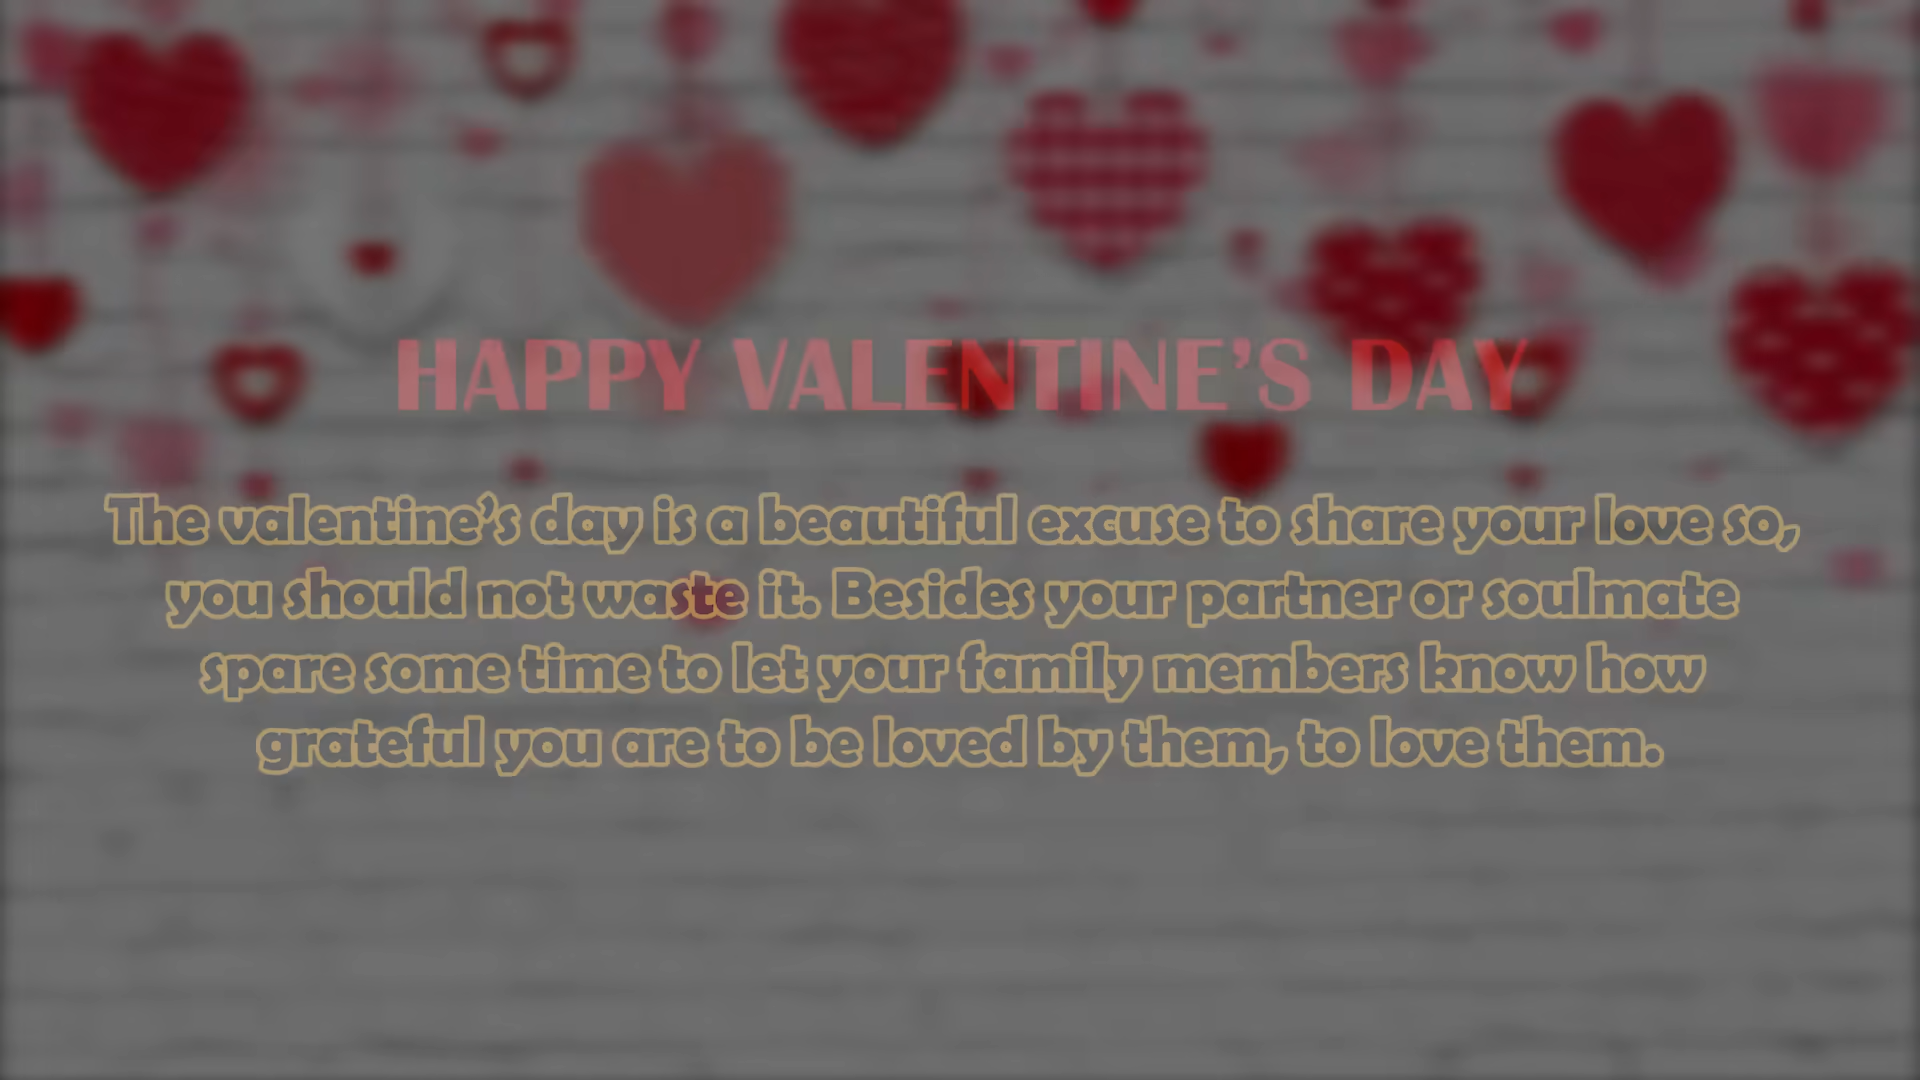 HAPPY VALENTINE’S DAY
The valentine’s day is a beautiful excuse to share your love so,
you should not waste it. Besides your partner or soulmate
spare some time to let your family members know how
grateful you are to be loved by them, to love them.